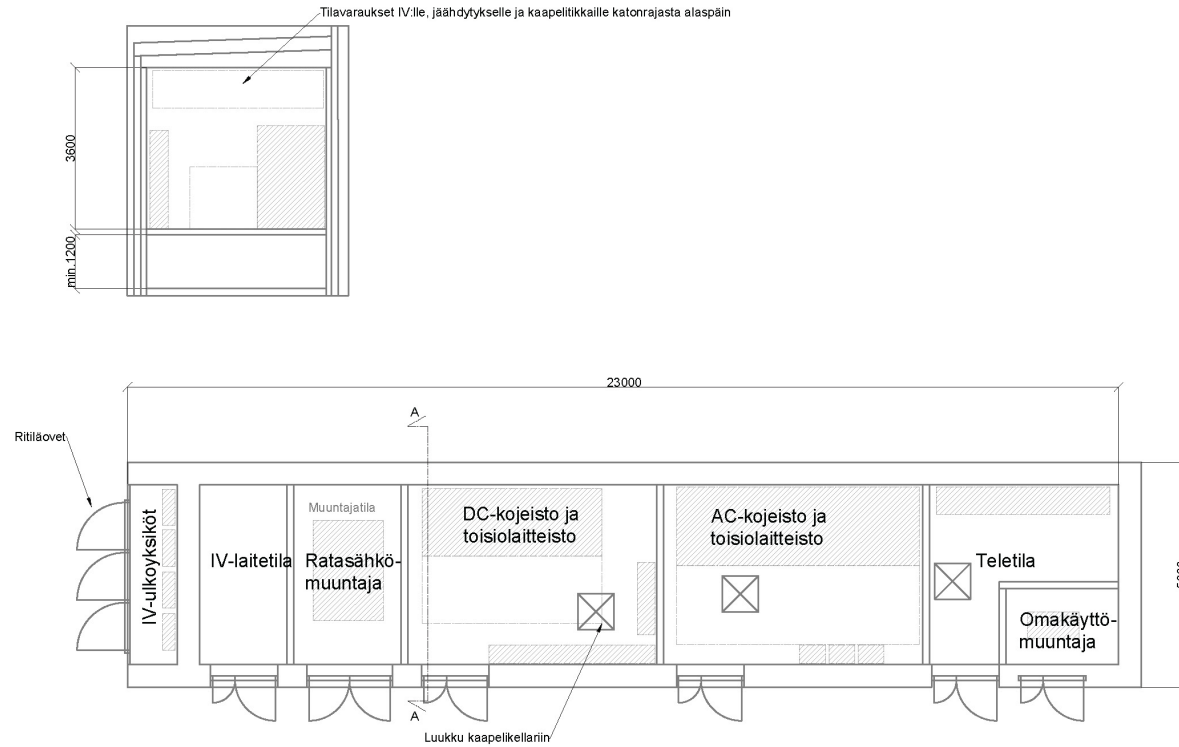 Tilavaraukset IV:lle, jäähdytykselle ja kaapelitikkaille katonrajasta alaspäin
3600
min.1200
23000
A
Ritiläovet
IV-ulkoyksiköt
IV-laitetila
Muuntajatila
Ratasähkö-
muuntaja
DC-kojeisto ja
toisiolaitteisto
AC-kojeisto ja
toisiolaitteisto
Teletila
Omakäyttö-
muuntaja
A
Luukku kaapelikellariin